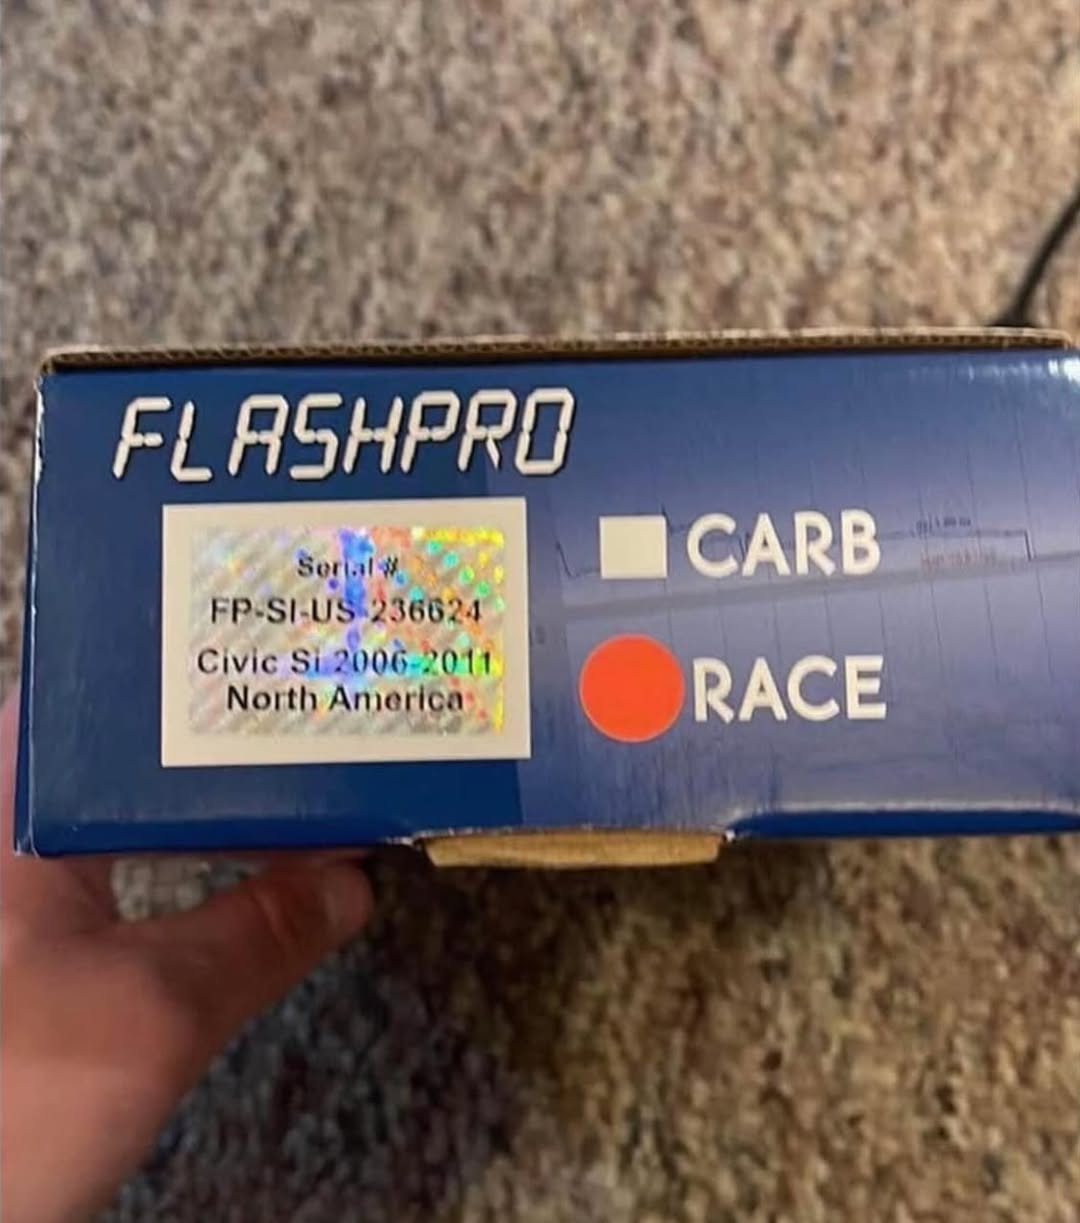 FLASHPRO
Serial #
FP-SI-US-236624
Civic Si 2006-2011
North America
CARB
RACE